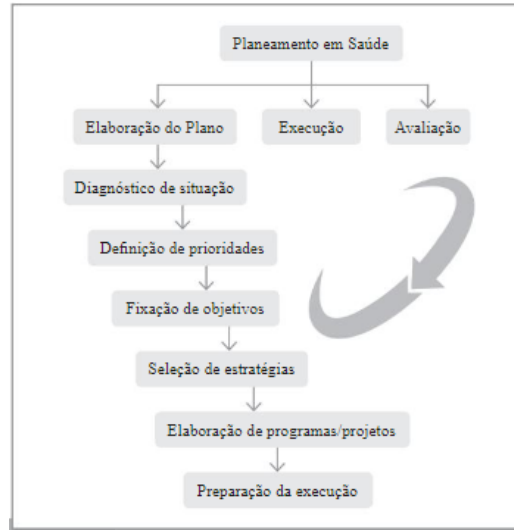 Planeamento em Saúde
Elaboração do Plano
Execução
Avaliação
Diagnóstico de situação
Definição de prioridades
Fixação de objetivos
Seleção de estratégias
Elaboração de programas/projetos
Preparação da execução